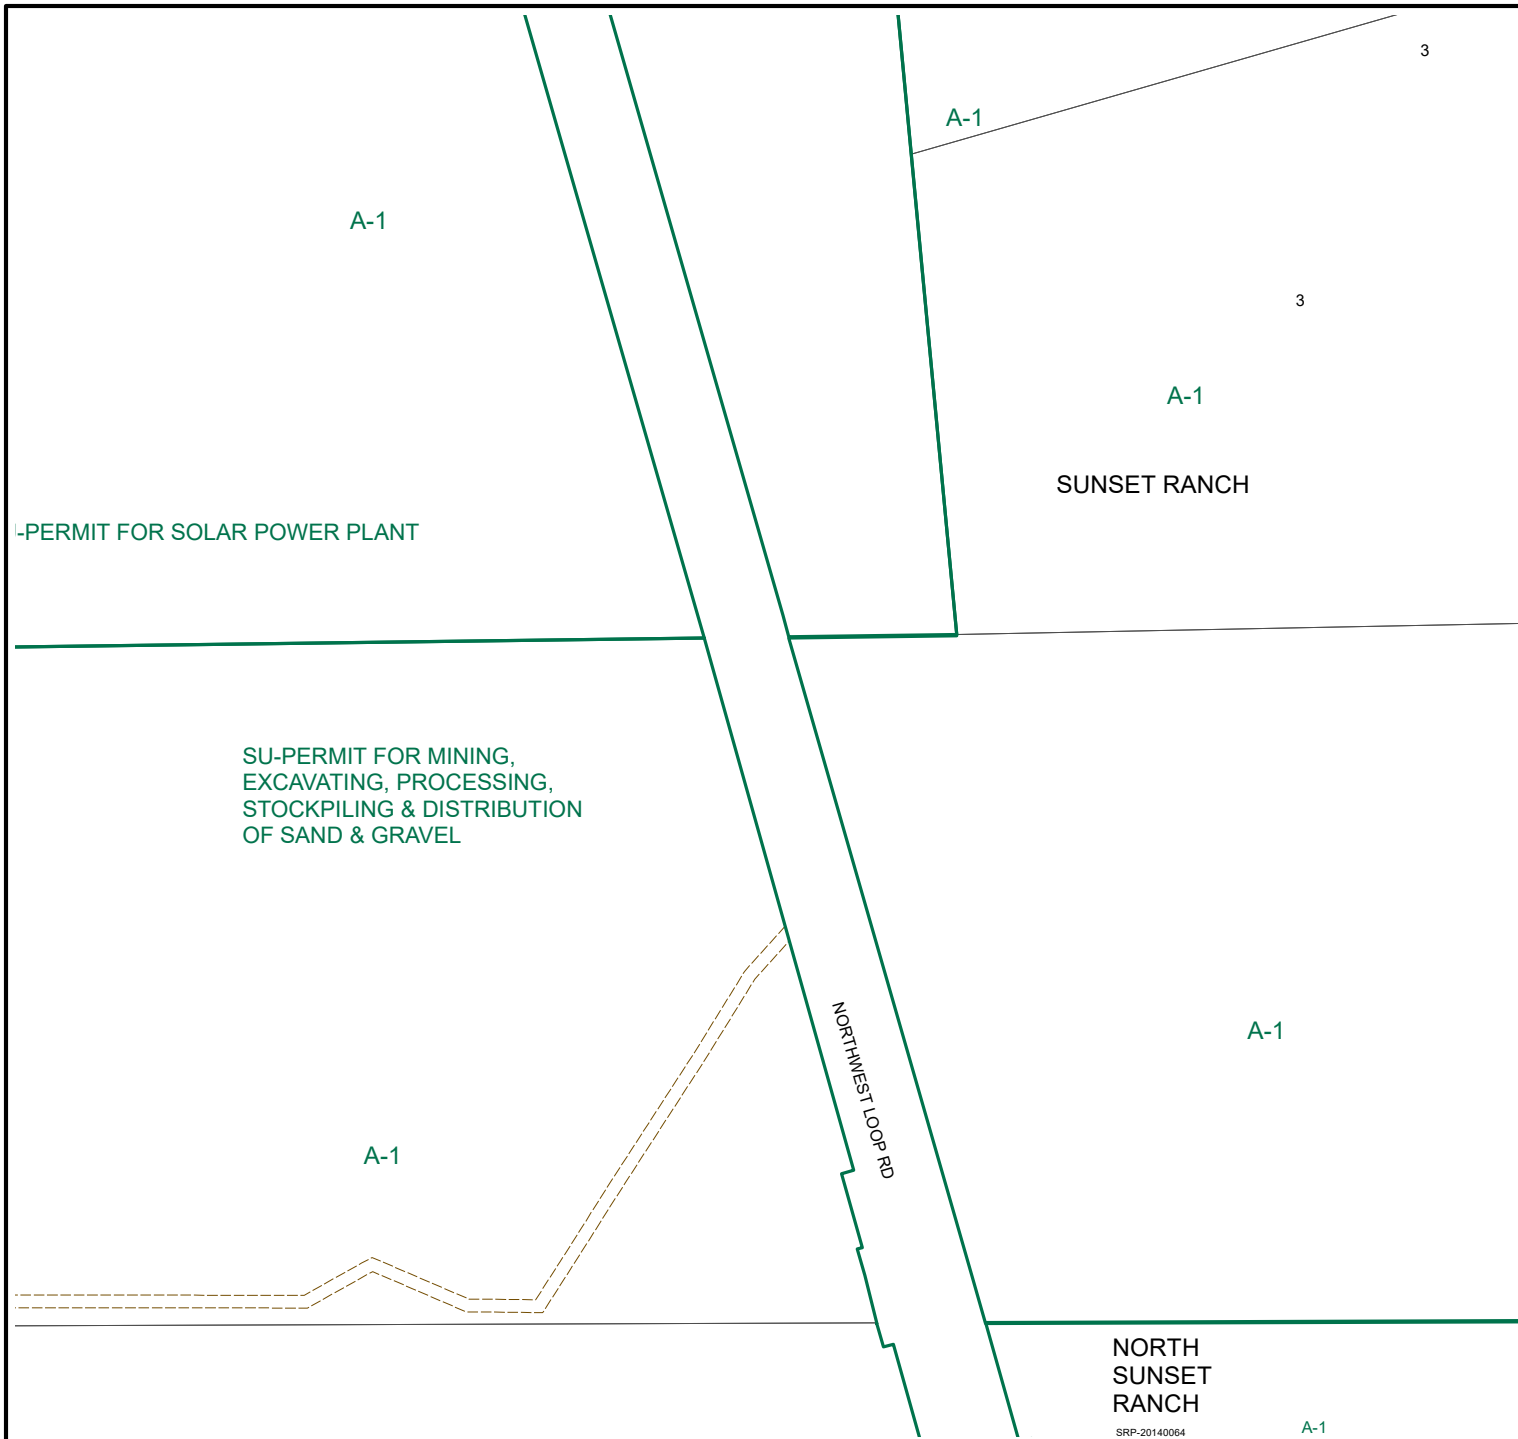 3
A-1
A-1
3
A-1
SUNSET RANCH
-PERMIT FOR SOLAR POWER PLANT
SU-PERMIT FOR MINING,
EXCAVATING, PROCESSING,
STOCKPILING & DISTRIBUTION
OF SAND & GRAVEL
NORTHWEST LOOP RD
A-1
A-1
NORTH
SUNSET
RANCH
SRP-20140064
A-1